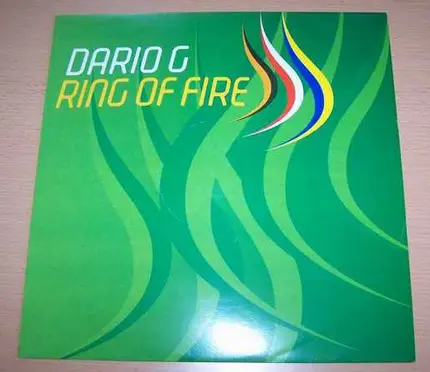 DARIO G
RING OF FIRE